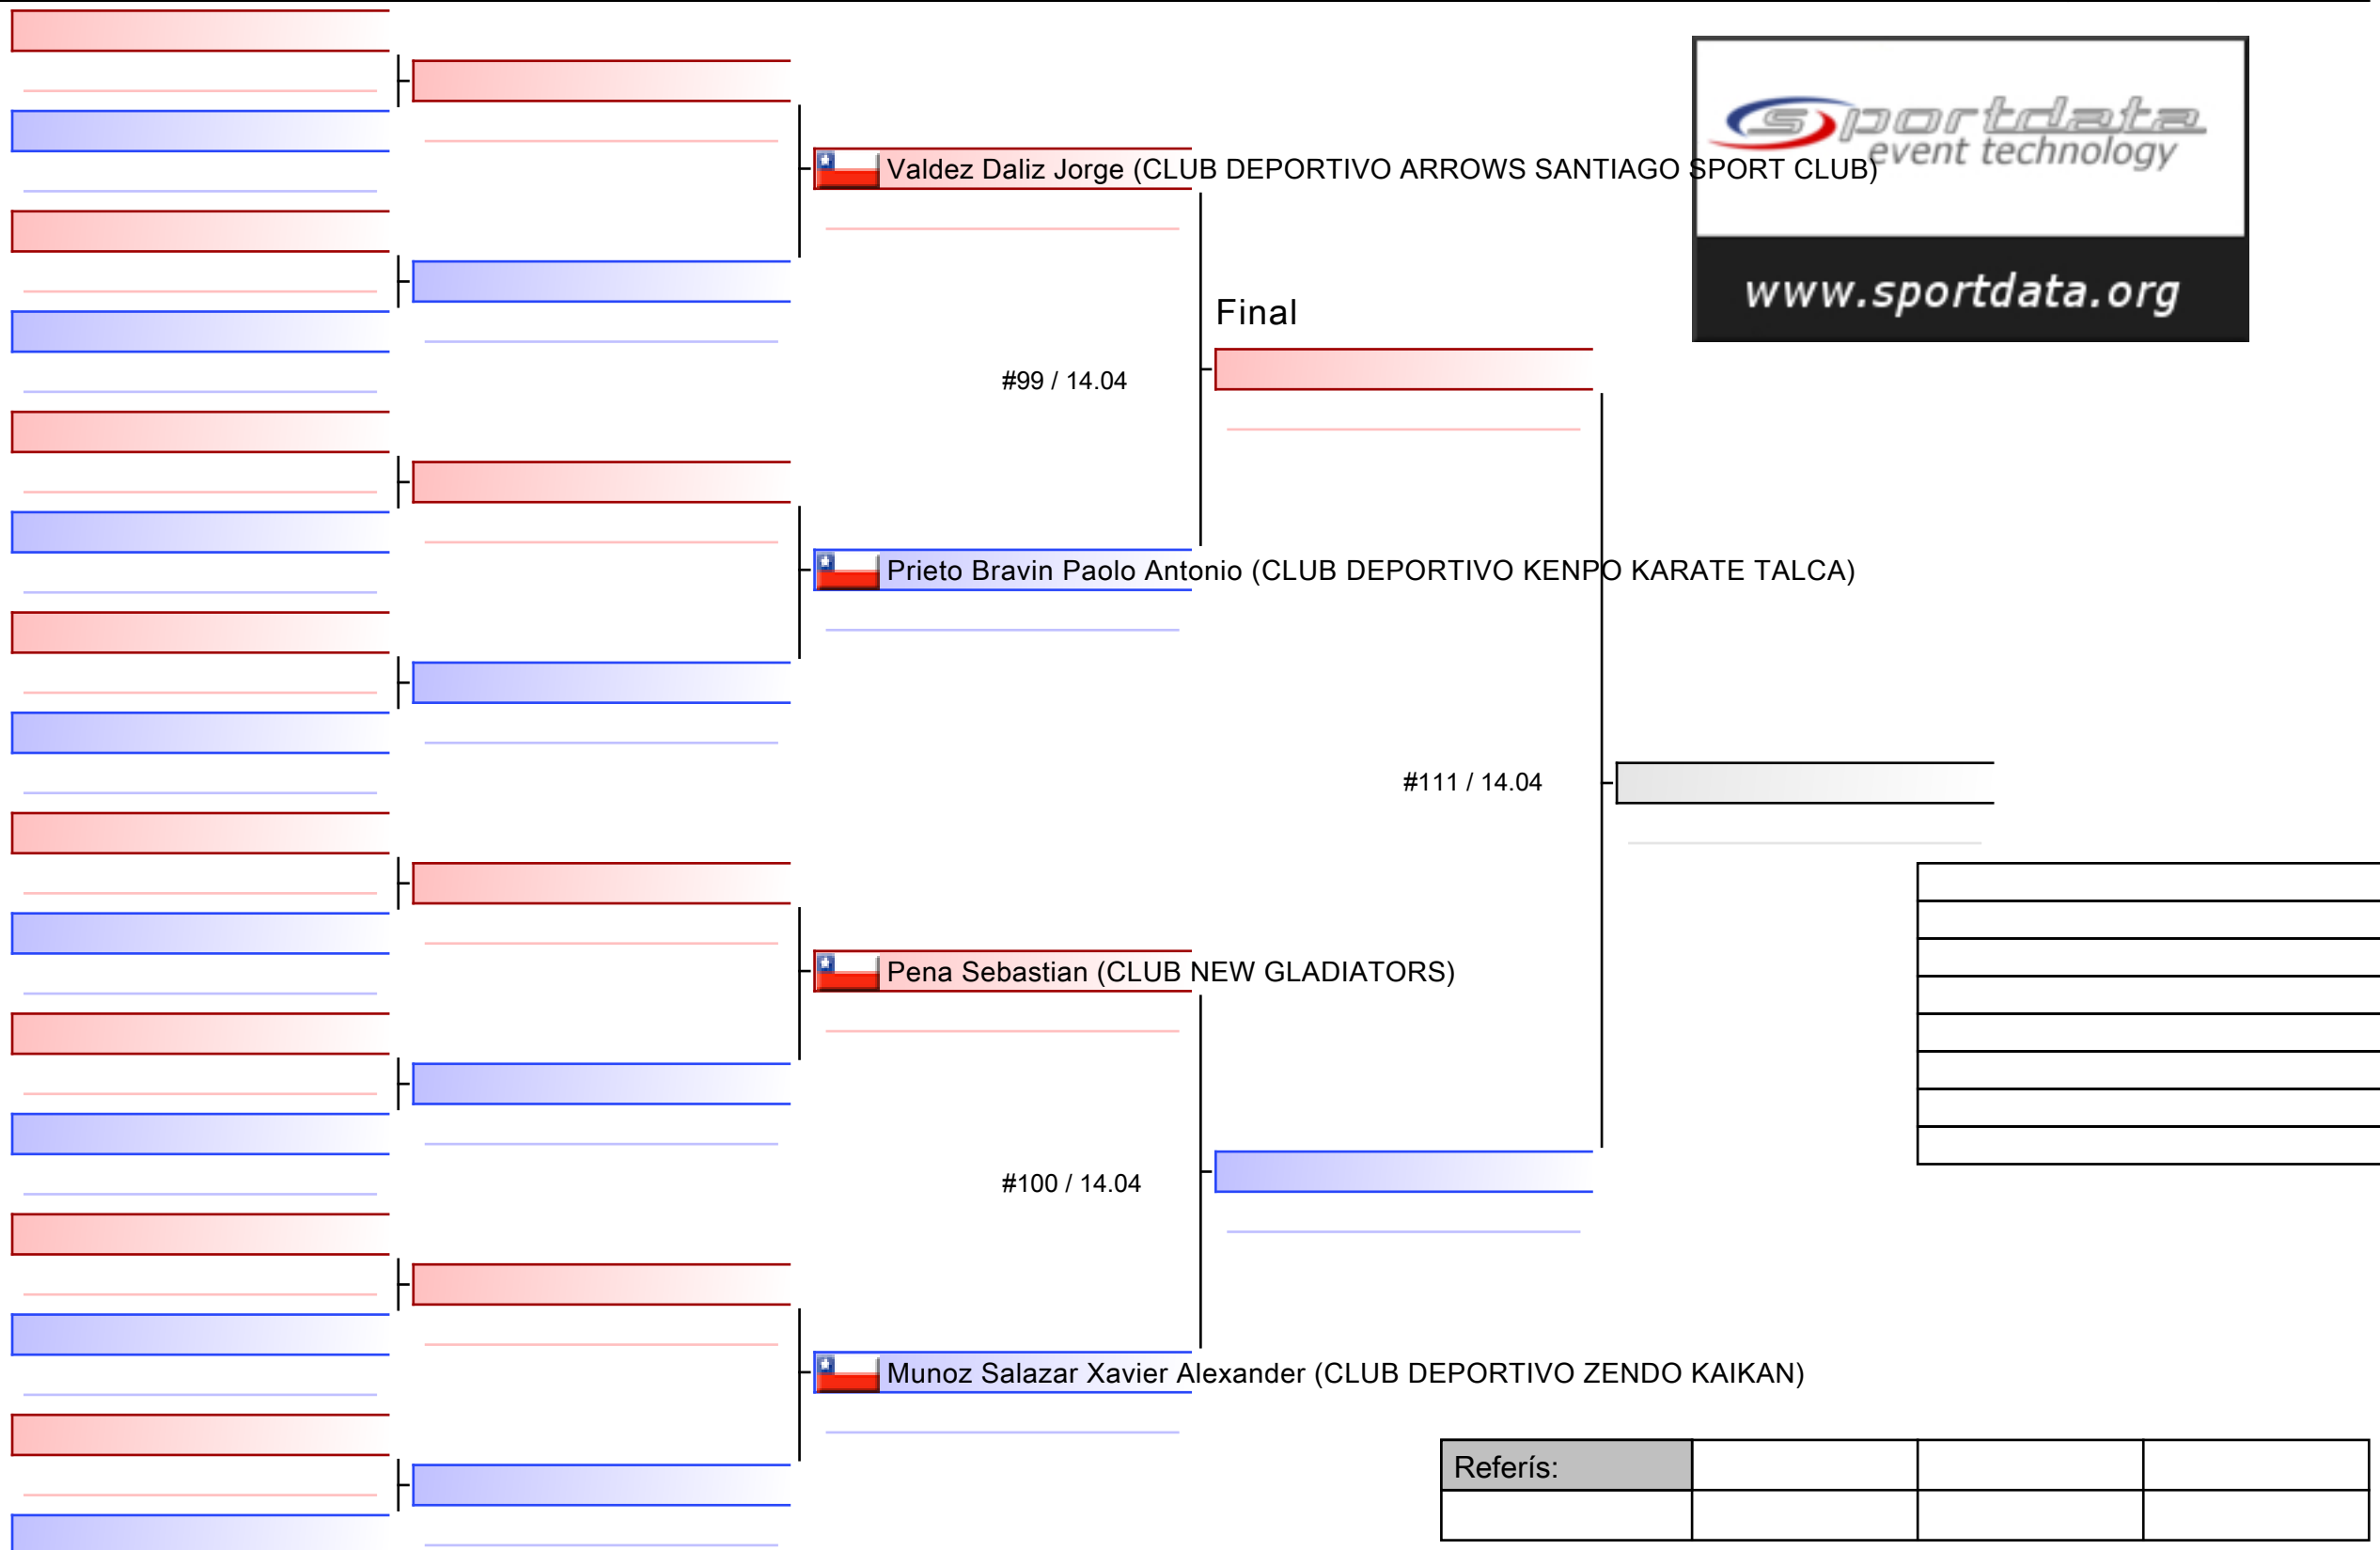 sportdata
event technology
www.sportdata.org
Valdez Daliz Jorge (CLUB DEPORTIVO ARROWS SANTIAGO SPORT CLUB)
Final
#99 / 14.04
Prieto Bravin Paolo Antonio (CLUB DEPORTIVO KENPO KARATE TALCA)
#111 / 14.04
Pena Sebastian (CLUB NEW GLADIATORS)
#100 / 14.04
Munoz Salazar Xavier Alexander (CLUB DEPORTIVO ZENDO KAIKAN)
Referís: